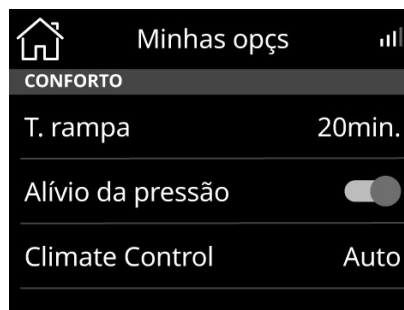 Minhas opçs
CONFORTO
T. rampa 20min.
Alívio da pressão
Climate Control Auto